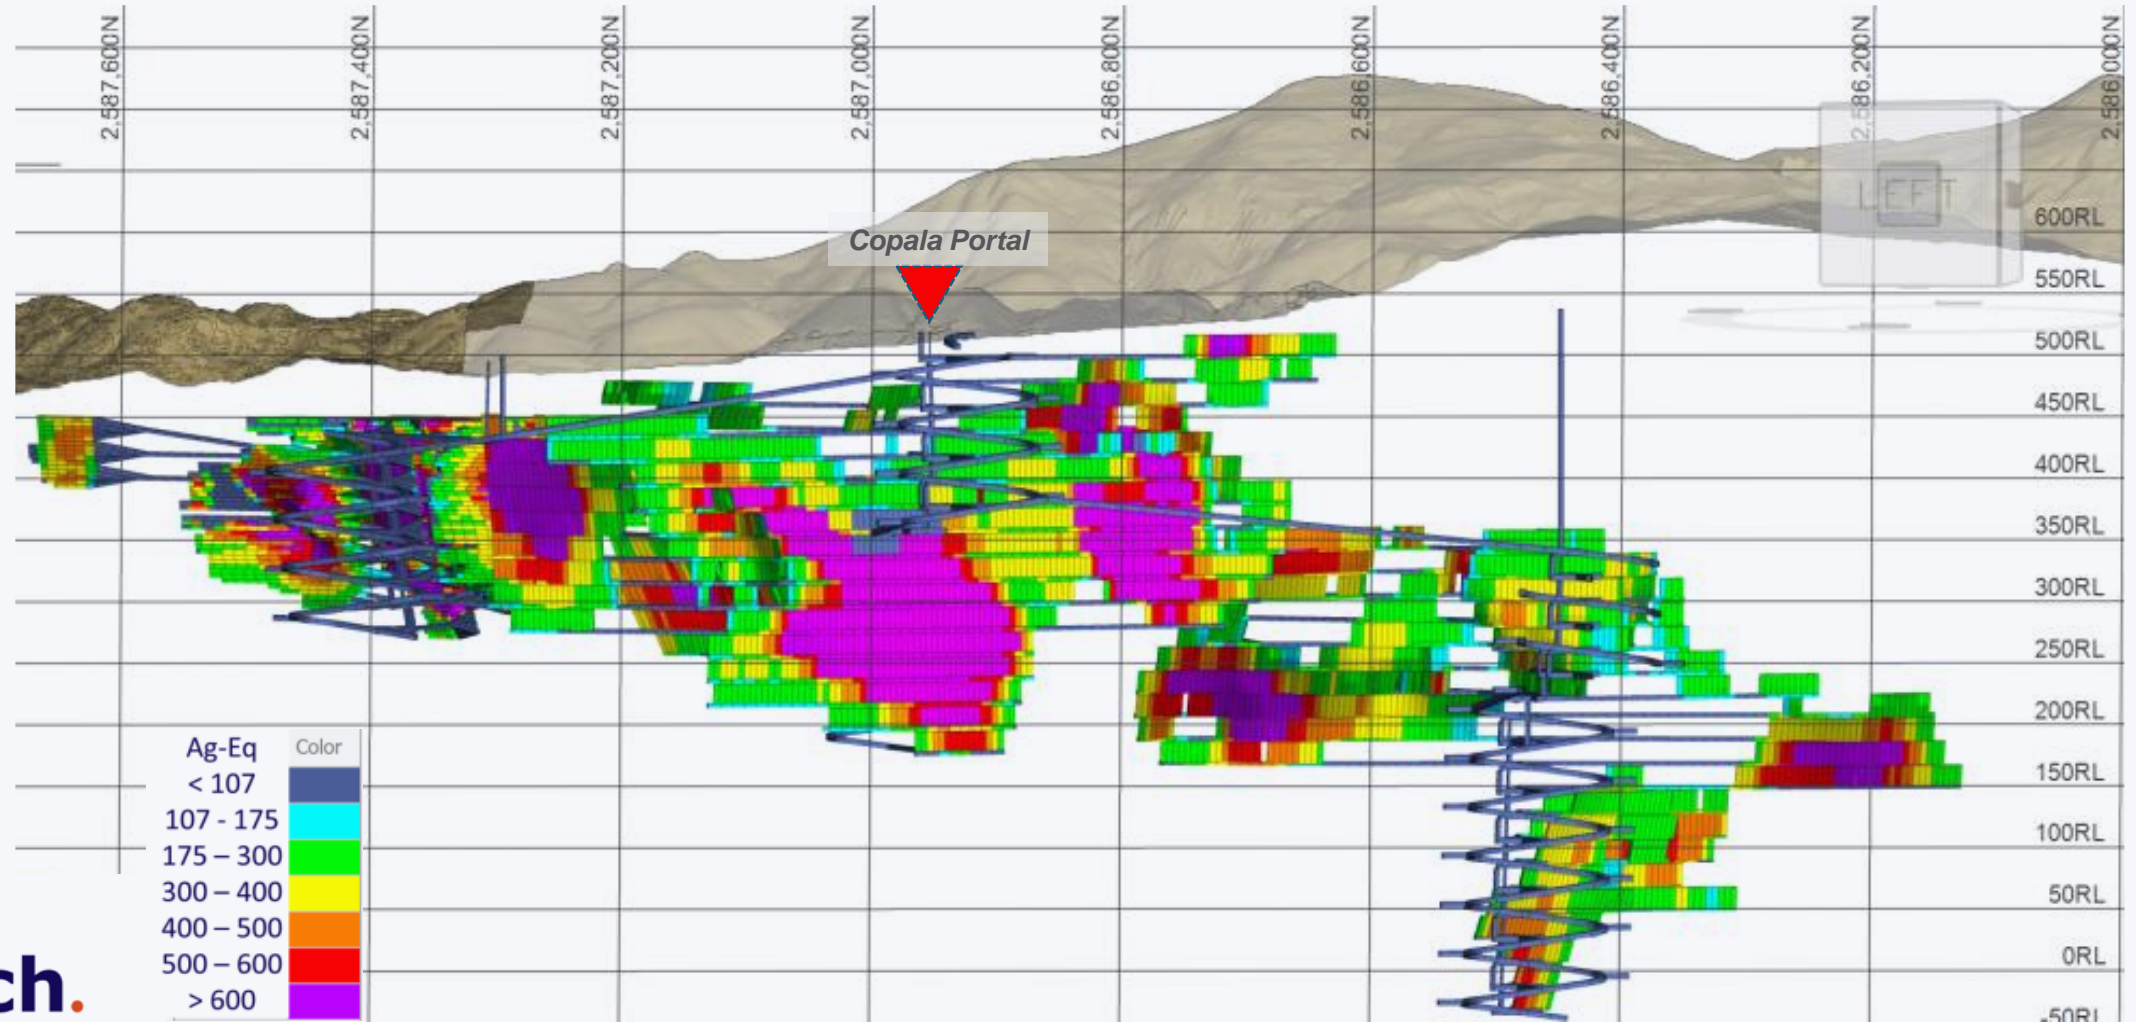 2,587,600N
2,587,400N
2,587,200N
2,587,000N
2,586,800N
2,586,600N
2,586,400N
2,586,200N
2,586,000N
LEFT
600RL
Copala Portal
550RL
500RL
450RL
400RL
350RL
300RL
250RL
200RL
150RL
100RL
50RL
0RL
-50RL
Ag-Eq Color
< 107
107 - 175
175 – 300
300 – 400
400 – 500
500 – 600
> 600
ch.